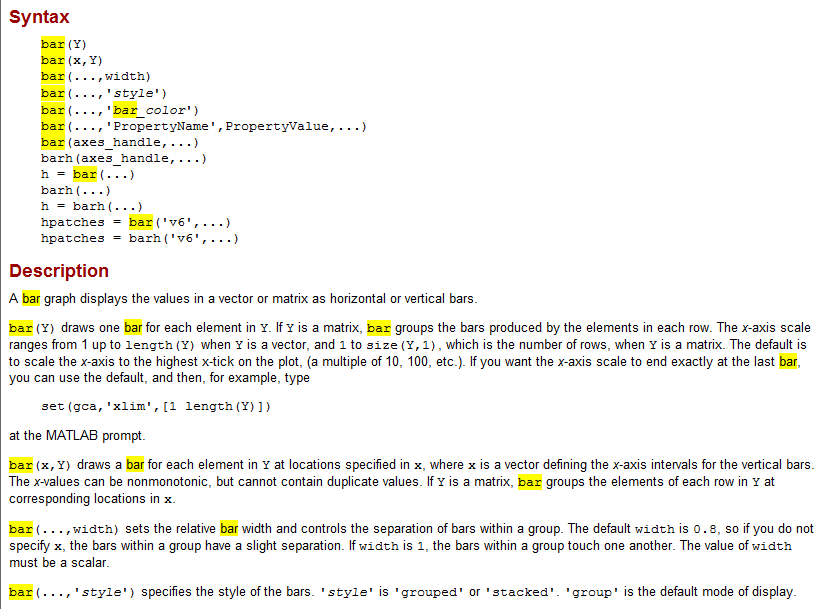 Syntax
bar(Y)
bar(x,Y)
bar(...,width)
bar(...,'style')
bar(...,'bar_color')
bar(...,'PropertyName',PropertyValue,...)
bar(axes_handle,...)
barh(axes_handle,...)
h = bar(...)
barh(...)
h = barh(...)
hpatches = bar('v6',...)
hpatches = barh('v6',...)
Description
A bar graph displays the values in a vector or matrix as horizontal or vertical bars.
bar(Y) draws one bar for each element in Y. If Y is a matrix, bar groups the bars produced by the elements in each row. The x-axis scale
ranges from 1 up to length(Y) when Y is a vector, and 1 to size(Y,1), which is the number of rows, when Y is a matrix. The default is
to scale the x-axis to the highest x-tick on the plot, (a multiple of 10, 100, etc.). If you want the x-axis scale to end exactly at the last bar,
you can use the default, and then, for example, type
set(gca,'xlim',[1 length(Y)])
at the MATLAB prompt.
bar(x,Y) draws a bar for each element in Y at locations specified in x, where x is a vector defining the x-axis intervals for the vertical bars.
The x-values can be nonmonotonic, but cannot contain duplicate values. If Y is a matrix, bar groups the elements of each row in Y at
corresponding locations in x.
bar(...,width) sets the relative bar width and controls the separation of bars within a group. The default width is 0.8, so if you do not
specify x, the bars within a group have a slight separation. If width is 1, the bars within a group touch one another. The value of width
must be a scalar.
bar(...,'style') specifies the style of the bars. 'style' is 'grouped' or 'stacked'. 'group' is the default mode of display.